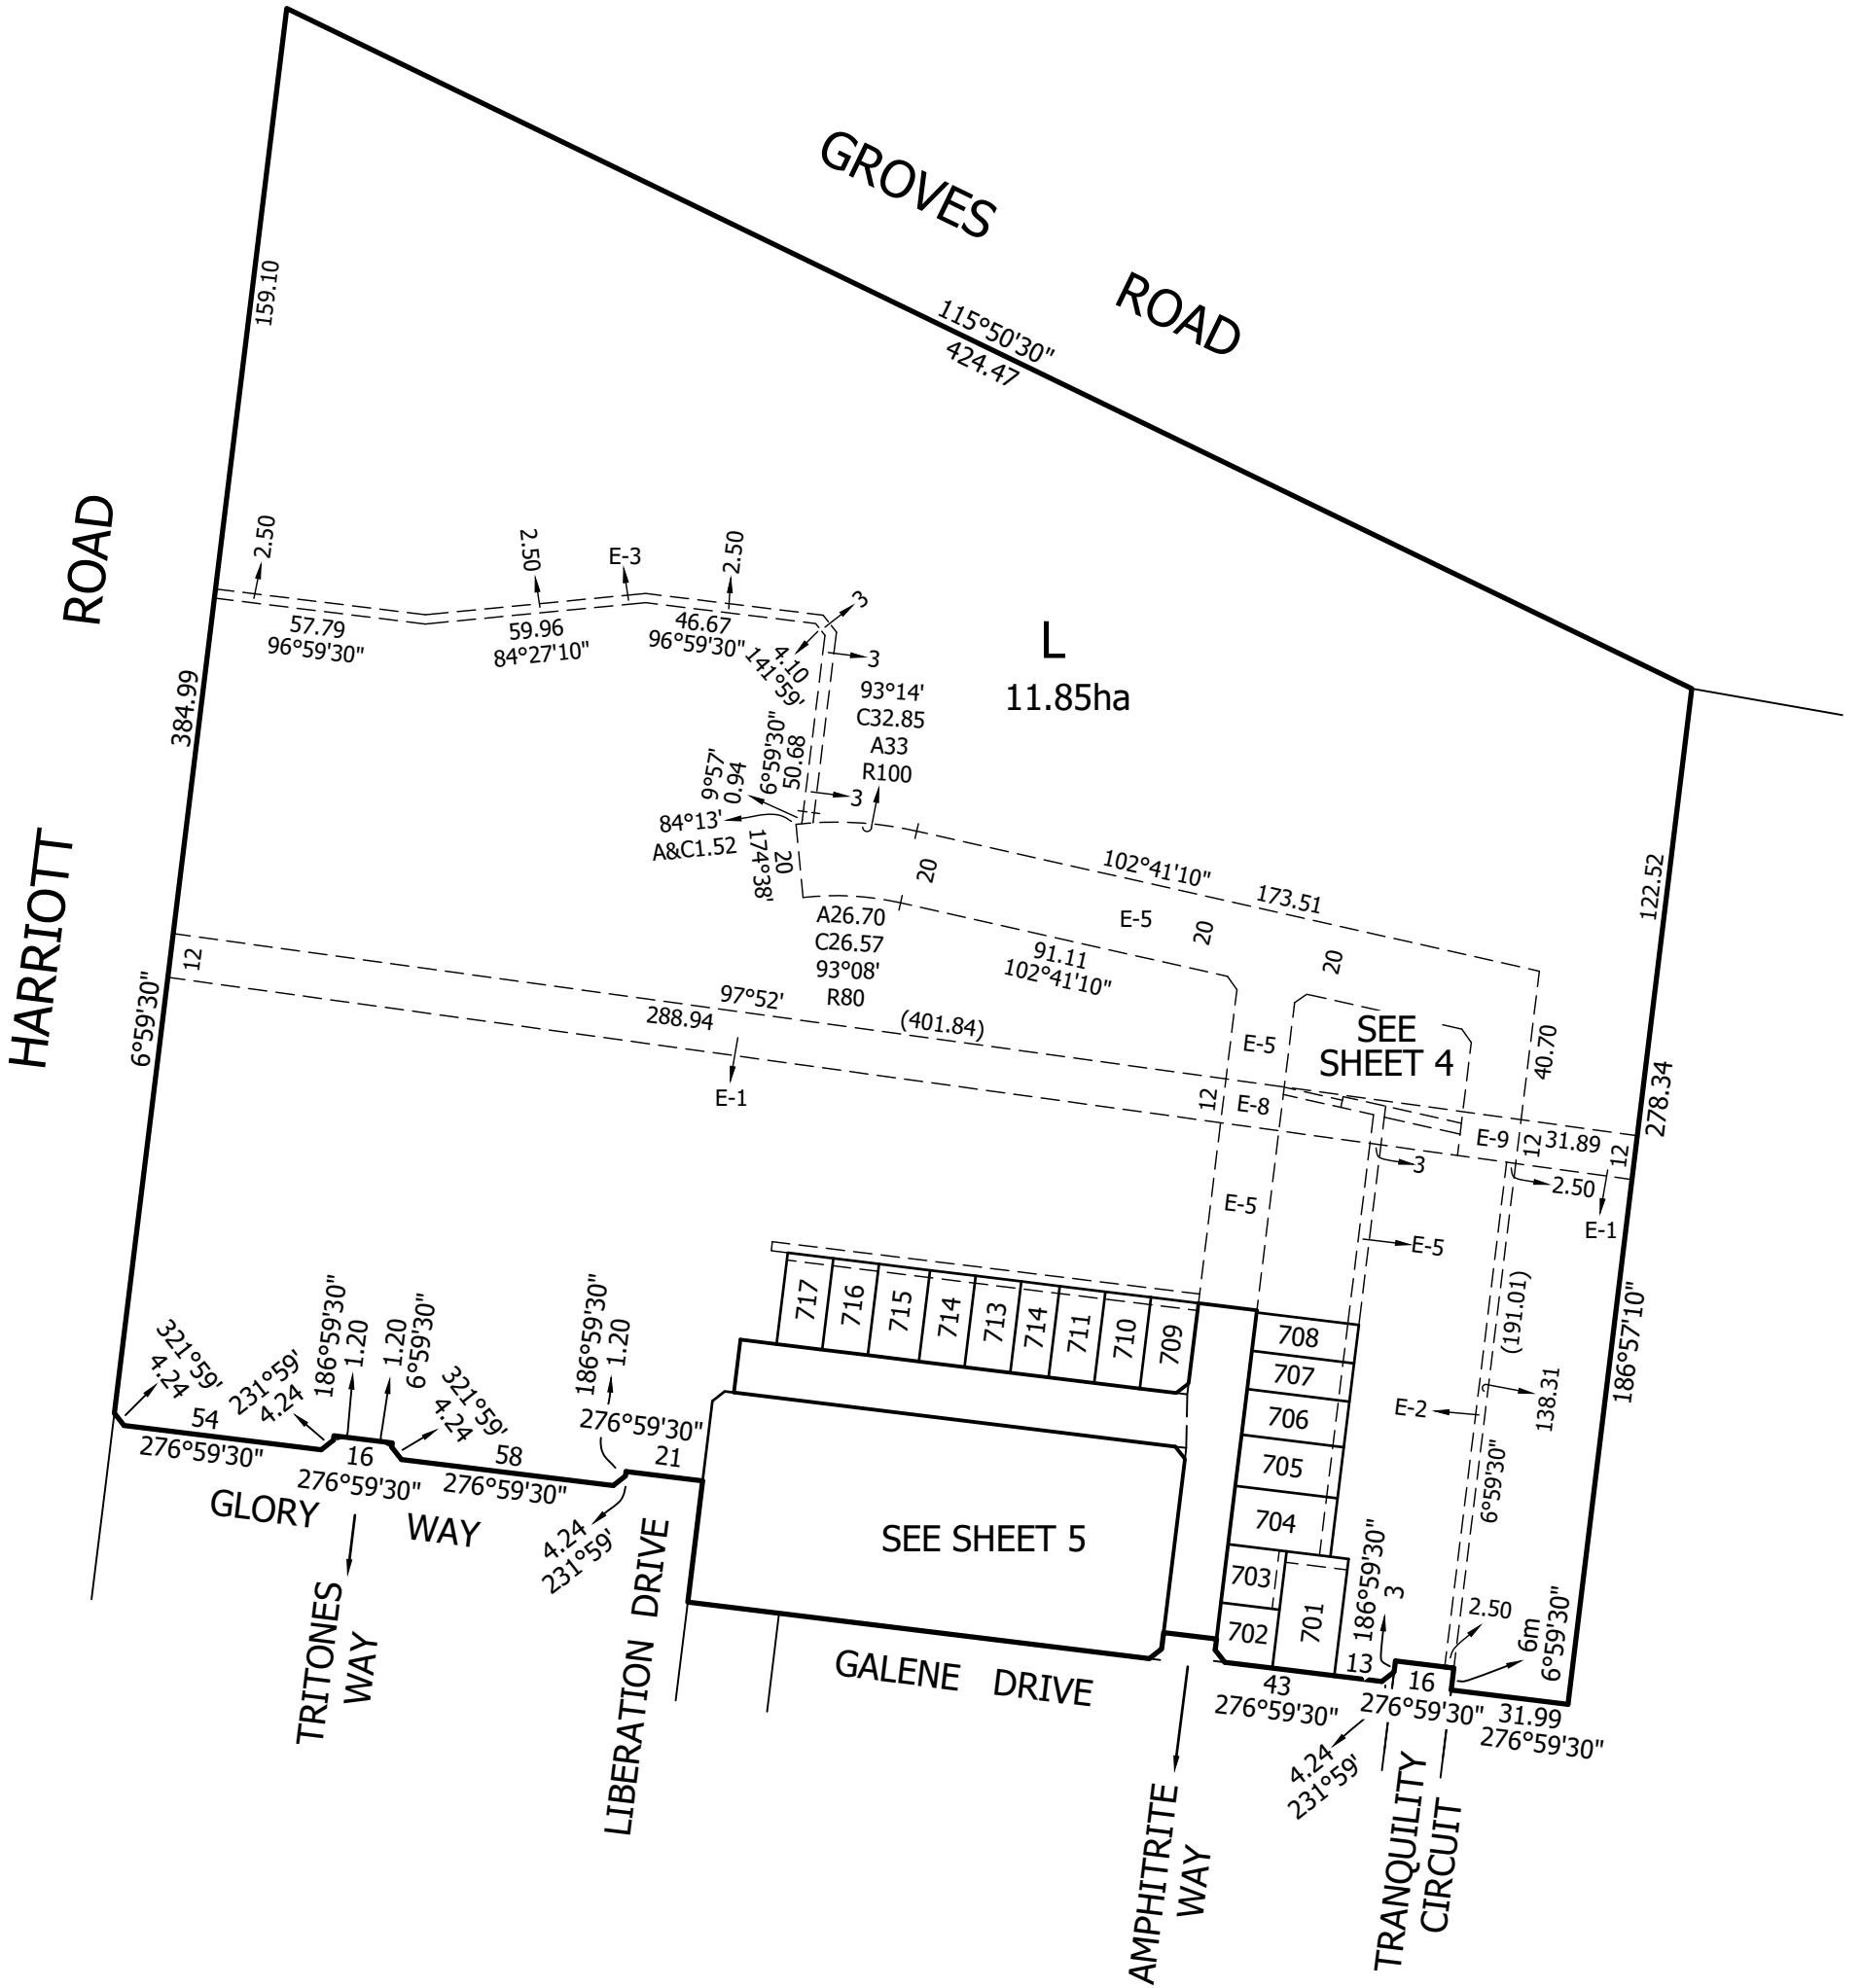 GROVES
ROAD
115°50'30"
424.47
159.10
ROAD
HARRIOTT
384.99
6°59'30"
2.50
2.50
E-3
2.50
3
57.79
96°59'30"
59.96
84°27'10"
46.67
96°59'30"
4.10
141°59'
3
L
11.85ha
93°14'
C32.85
A33
R100
6°59'30"
50.68
9°57'
0.94
3
84°13'
A&C1.52
20
174°38'
20
102°41'10"
173.51
122.52
E-5
20
20
A26.70
C26.57
93°08'
R80
91.11
102°41'10"
12
97°52'
288.94
(401.84)
E-1
E-5
SEE
SHEET 4
40.70
278.34
12
E-8
E-9
12
31.89
12
3
2.50
E-1
E-5
E-5
(191.01)
186°57'10"
138.31
E-2
6°59'30"
717
716
715
714
713
714
711
710
709
708
707
706
705
704
703
702
701
321°59'
4.24
231°59'
4.24
186°59'30"
1.20
1.20
6°59'30"
321°59'
4.24
186°59'30"
1.20
54
276°59'30"
16
276°59'30"
58
276°59'30"
276°59'30"
21
GLORY
WAY
4.24
231°59'
SEE SHEET 5
TRITONES
WAY
LIBERATION DRIVE
GALENE DRIVE
186°59'30"
3
13
43
276°59'30"
16
276°59'30"
2.50
6m
6°59'30"
31.99
276°59'30"
4.24
231°59'
AMPHITRITE
WAY
TRANQUILITY
CIRCUIT